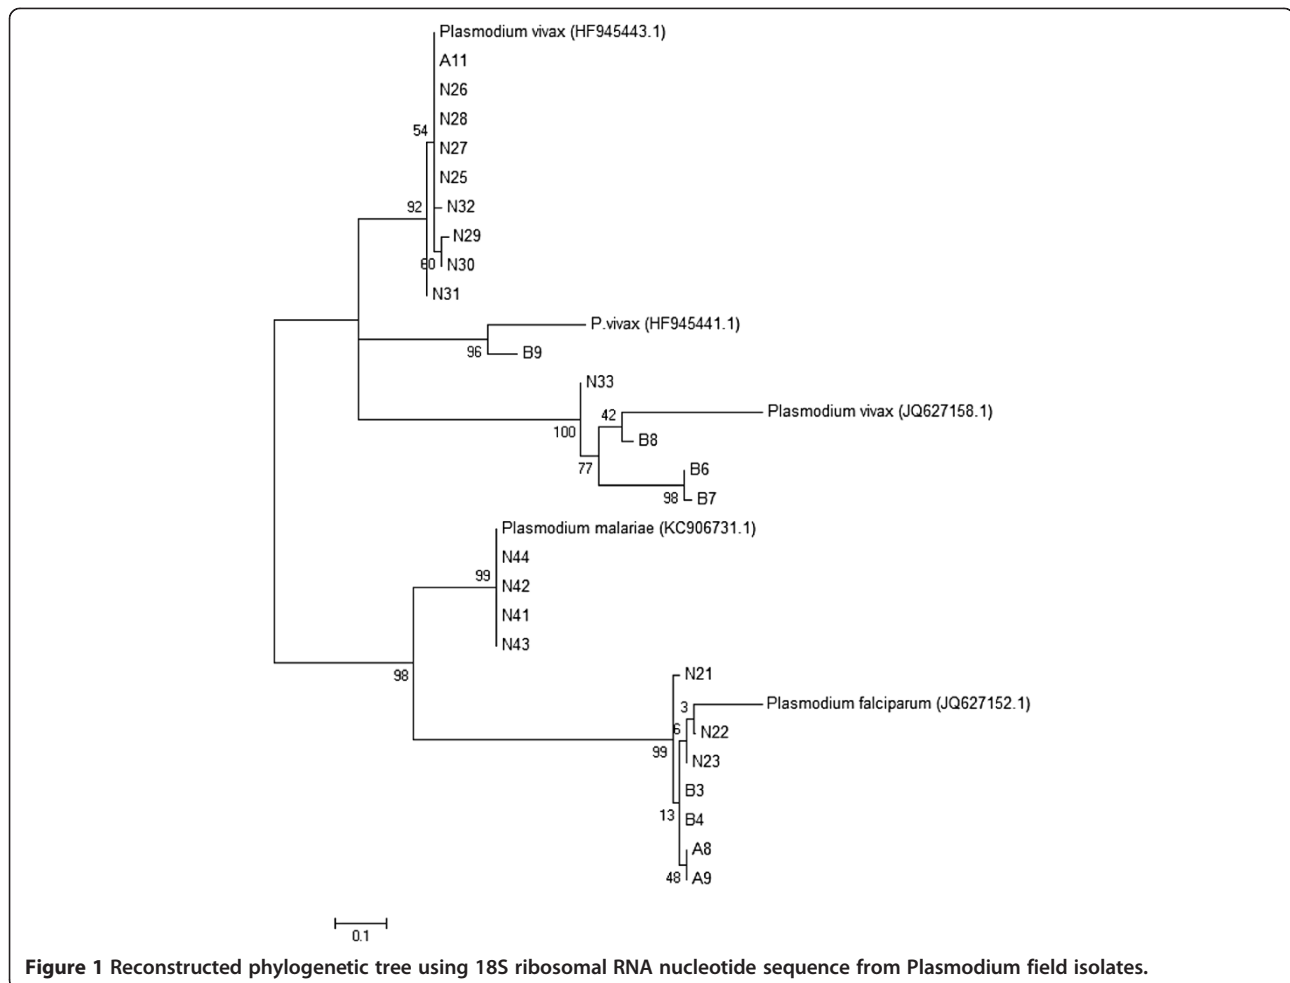 Plasmodium vivax (HF945443.1)
A11
N26
N28
54
N27
N25
92
N32
N29
60
N30
N31
P.vivax (HF945441.1)
96
B9
N33
42
Plasmodium vivax (JQ627158.1)
100
B8
77
B6
98
B7
Plasmodium malariae (KC906731.1)
N44
99
N42
N41
N43
98
N21
3
Plasmodium falciparum (JQ627152.1)
6
N22
99
N23
B3
13
B4
A8
48
A9
0.1
Figure 1 Reconstructed phylogenetic tree using 18S ribosomal RNA nucleotide sequence from Plasmodium field isolates.